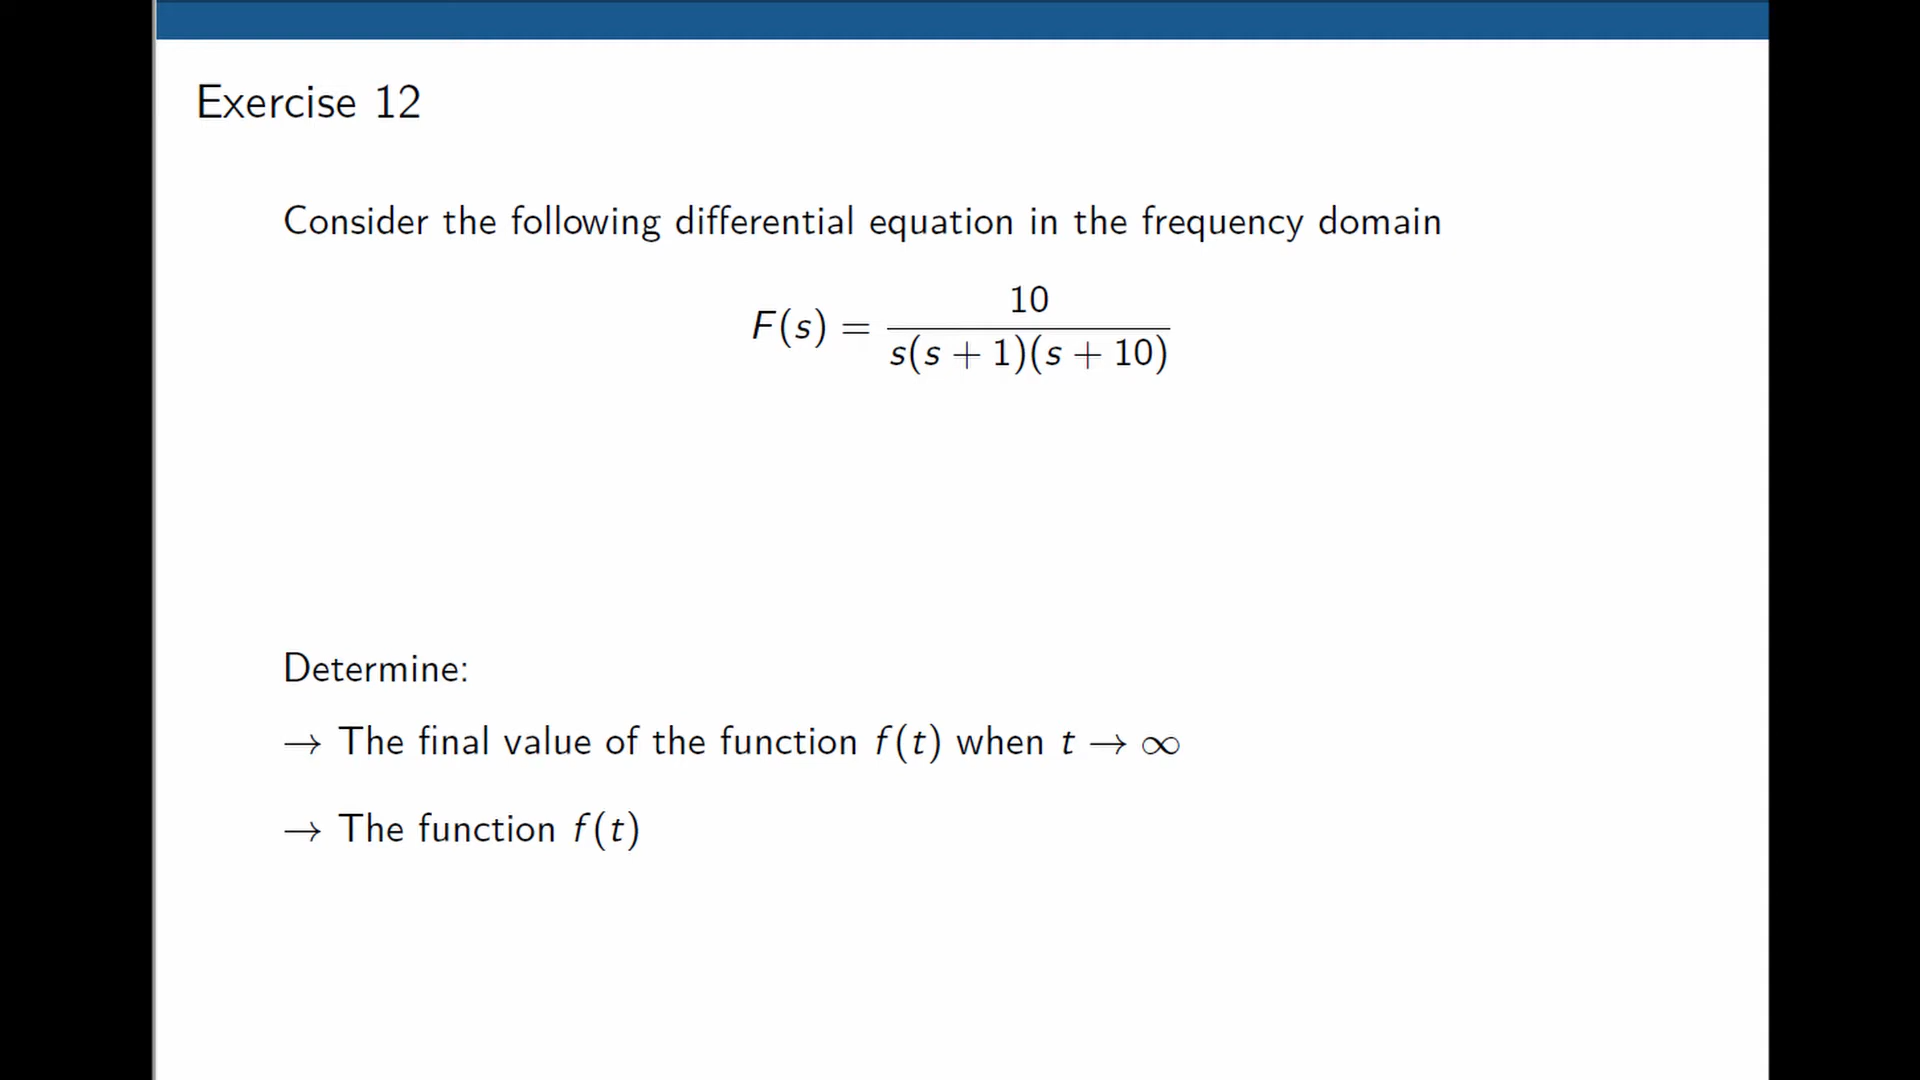 Exercise 12
Consider the following differential equation in the frequency domain
F(s) = 10 / s(s + 1)(s + 10)
Determine:
→ The final value of the function f(t) when t → ∞
→ The function f(t)